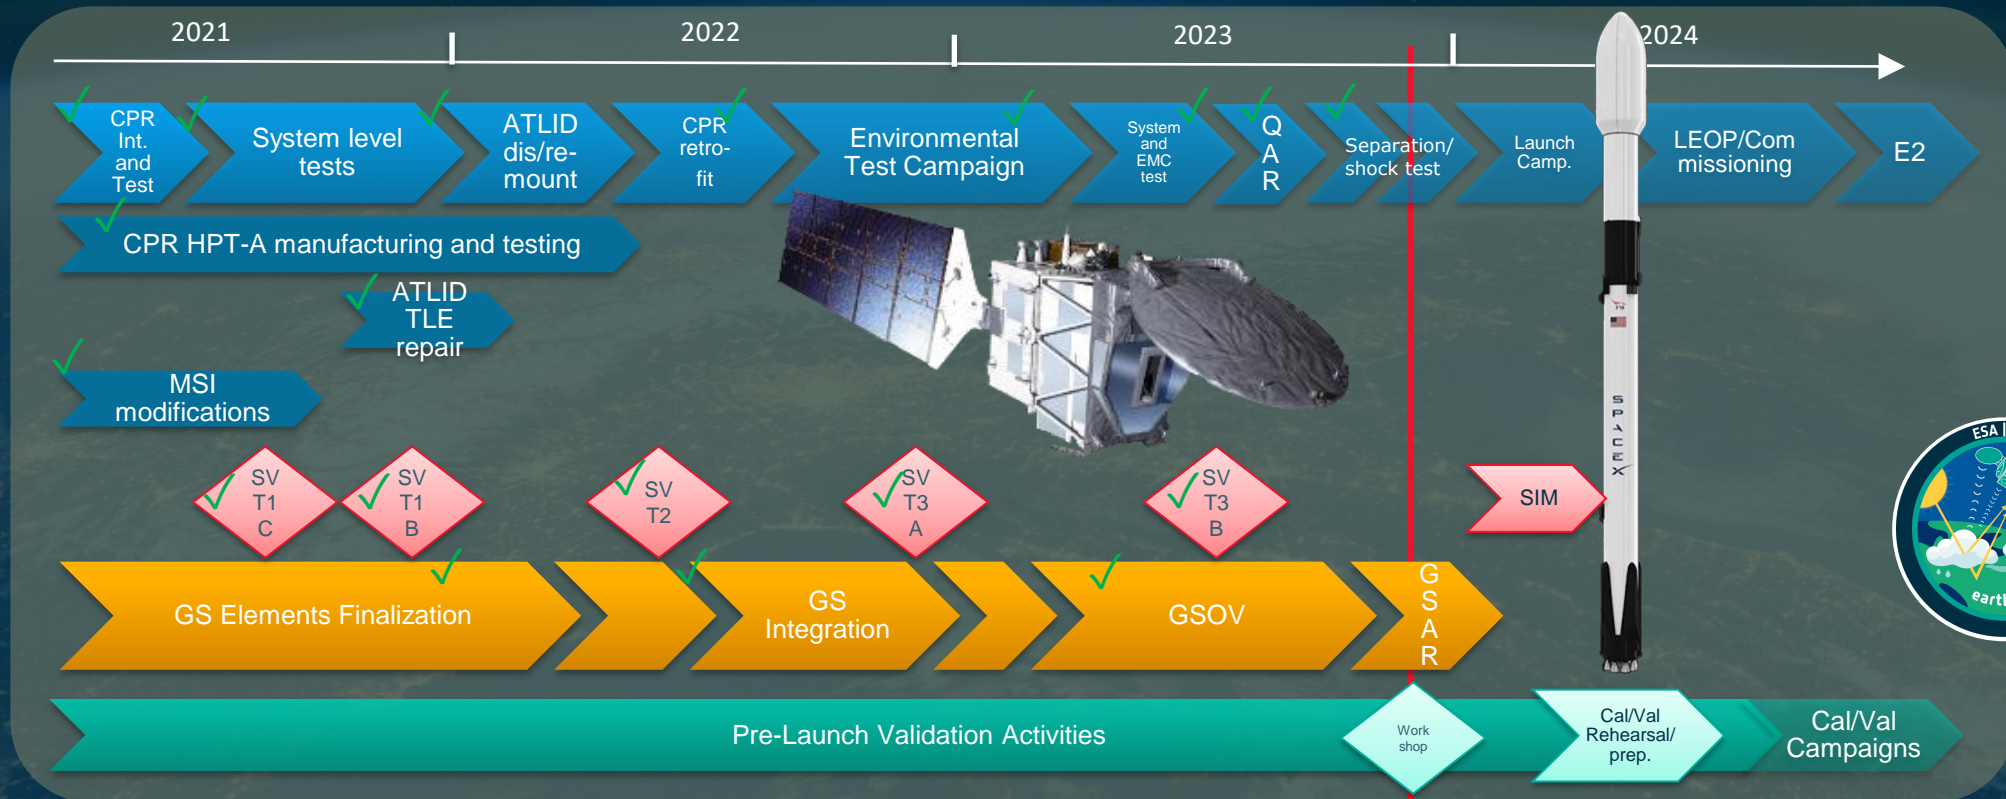 2021
2022
2023
2024
CPR
Int.
and
Test
System level
tests
ATLID
dis/re-
mount
CPR
retro-
fit
Environmental
Test Campaign
System
and
EMC
test
Q
A
R
Separation/
shock test
Launch
Camp.
LEOP/Com
missioning
E2
CPR HPT-A manufacturing and testing
ATLID
TLE
repair
MSI
modifications
SV
T1
C
SV
T1
B
SV
T2
SV
T3
A
SV
T3
B
SIM
SPACEX
ESA
earth
GS Elements Finalization
GS
Integration
GSOV
G
S
A
R
Pre-Launch Validation Activities
Work
shop
Cal/Val
Rehearsal/
prep.
Cal/Val
Campaigns